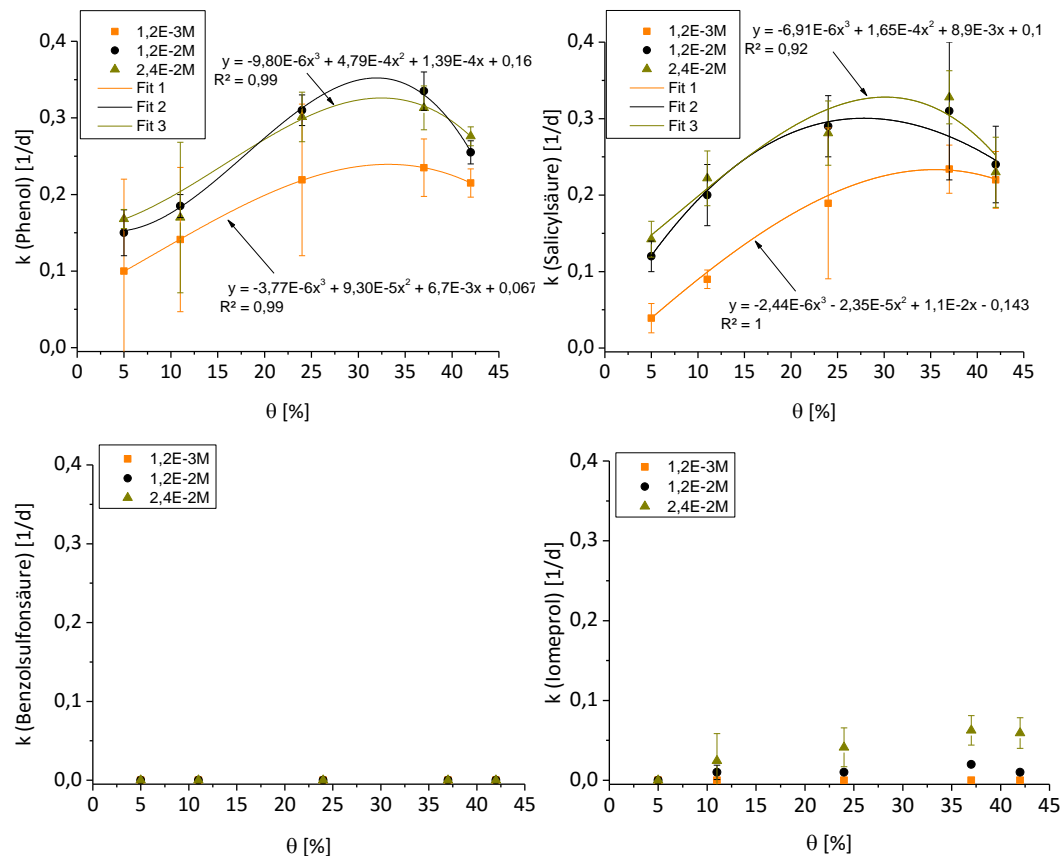 1,2E-3M
1,2E-2M
2,4E-2M
Fit 1
Fit 2
Fit 3
y = -9,80E-6x³ + 4,79E-4x² + 1,39E-4x + 0,16
R² = 0,99
y = -3,77E-6x³ + 9,30E-5x² + 6,7E-3x + 0,067
R² = 0,99
k (Phenol) [1/d]
0,4
0,3
0,2
0,1
0,0
0 5 10 15 20 25 30 35 40 45
θ [%]
1,2E-3M
1,2E-2M
2,4E-2M
Fit 1
Fit 2
Fit 3
y = -6,91E-6x³ + 1,65E-4x² + 8,9E-3x + 0,1
R² = 0,92
y = -2,44E-6x³ - 2,35E-5x² + 1,1E-2x - 0,143
R² = 1
k (Salicylsäure) [1/d]
0,4
0,3
0,2
0,1
0,0
0 5 10 15 20 25 30 35 40 45
θ [%]
1,2E-3M
1,2E-2M
2,4E-2M
k (Benzolsulfonsäure) [1/d]
0,4
0,3
0,2
0,1
0,0
0 5 10 15 20 25 30 35 40 45
θ [%]
1,2E-3M
1,2E-2M
2,4E-2M
k (Iomeprol) [1/d]
0,4
0,3
0,2
0,1
0,0
0 5 10 15 20 25 30 35 40 45
θ [%]